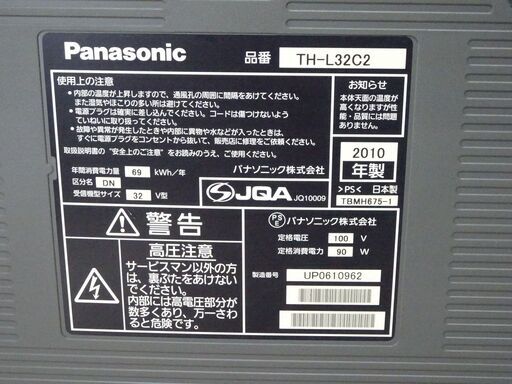 Panasonic
品番 TH-L32C2
使用上の注意
・内部の温度が上昇しますので、通風孔の周囲に間隔をあけてください。
また湿気やほこりの多い所は避けてください。
・電源プラグは確実に差し込んでください。コードは傷つけないよう
ていねいに取り扱ってください。
・故障や異常が発生したときや内部に異物や水などが入ったときは、
すぐに電源プラグをコンセントから抜いて、販売店に修理をご依頼ください。
取扱説明書の“安全上のご注意”をお読みのうえ、ご使用ください。
お知らせ
本体天面の温度が
高くなりますが性
能・品質には問題
ありません。
年間消費電力量 69 kWh/年
区分名 DN
受信機型サイズ 32 V型
パナソニック株式会社
JQA JQ10009
2010
年製
>PS< 日本製
TBMH675-1
警告
高圧注意
サービスマン以外の方
は、裏ぶたをあけない
でください。
内部には高電圧部分が
数多くあり、万一さわ
ると危険です。
PS
E
パナソニック株式会社
定格電圧 100 V
定格消費電力 90 W
製造番号 UP0610962